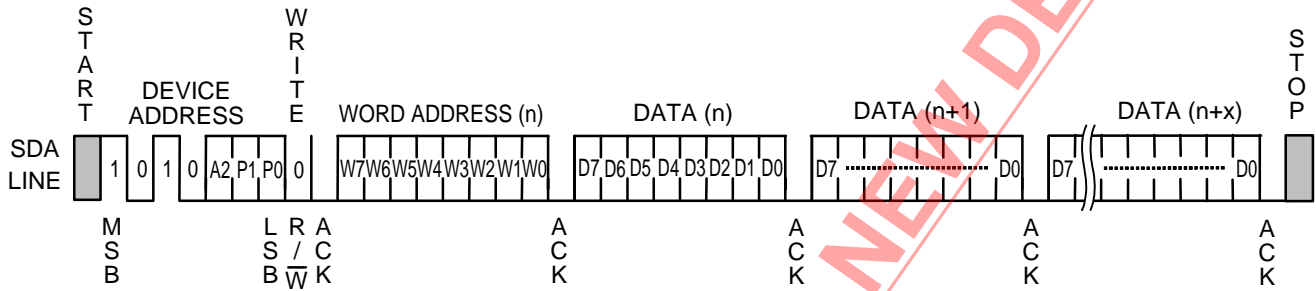 START
WRITE
STOP
DEVICE
ADDRESS
WORD ADDRESS (n)
DATA (n)
DATA (n+1)
DATA (n+x)
SDA
LINE
1 0 1 0 A2 P1 P0 0
W7 W6 W5 W4 W3 W2 W1 W0
D7 D6 D5 D4 D3 D2 D1 D0
D7 D0
D7 D0
MSB
LSB
R/W̅
ACK
ACK
ACK
ACK
ACK
NEW DE